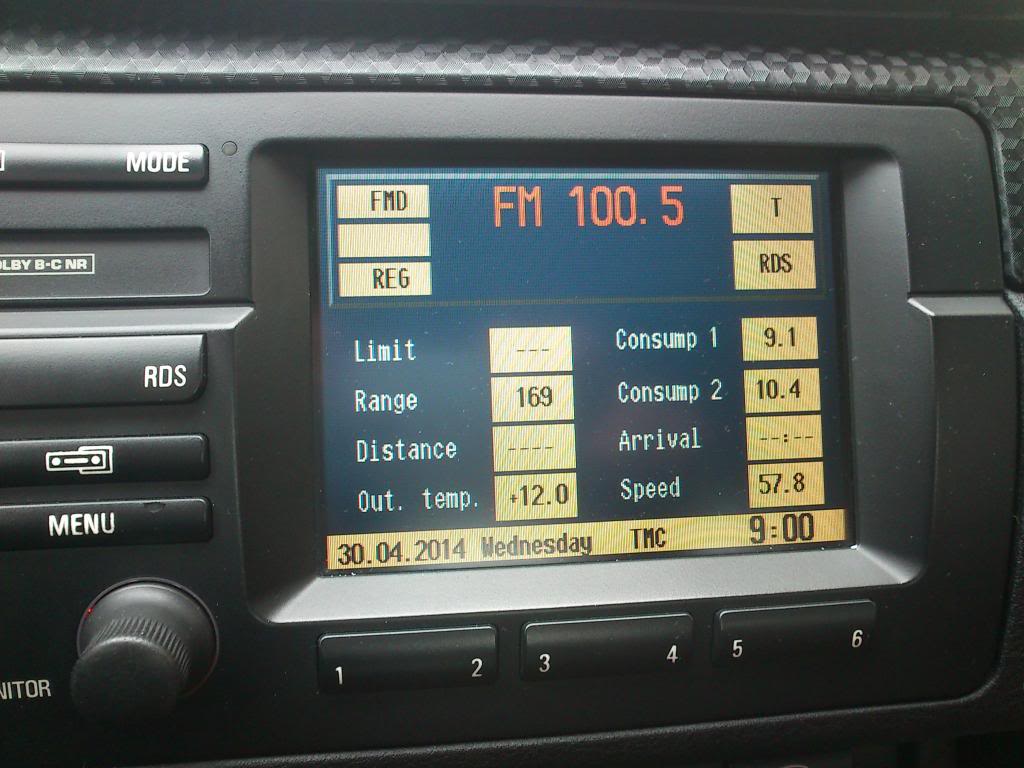 MODE
DOLBY B-C NR
RDS
MENU
MONITOR
FMD
FM 100.5
T
REG
RDS
Limit ---
Consump 1 9.1
Range 169
Consump 2 10.4
Distance ----
Arrival --:--
Out. temp. +12.0
Speed 57.8
30.04.2014 Wednesday TMC 9:00
1 2 3 4 5 6